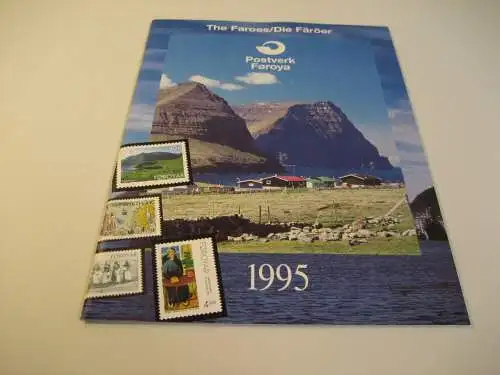 The Faroes/Die Färöer
Postverk
Føroya
1995